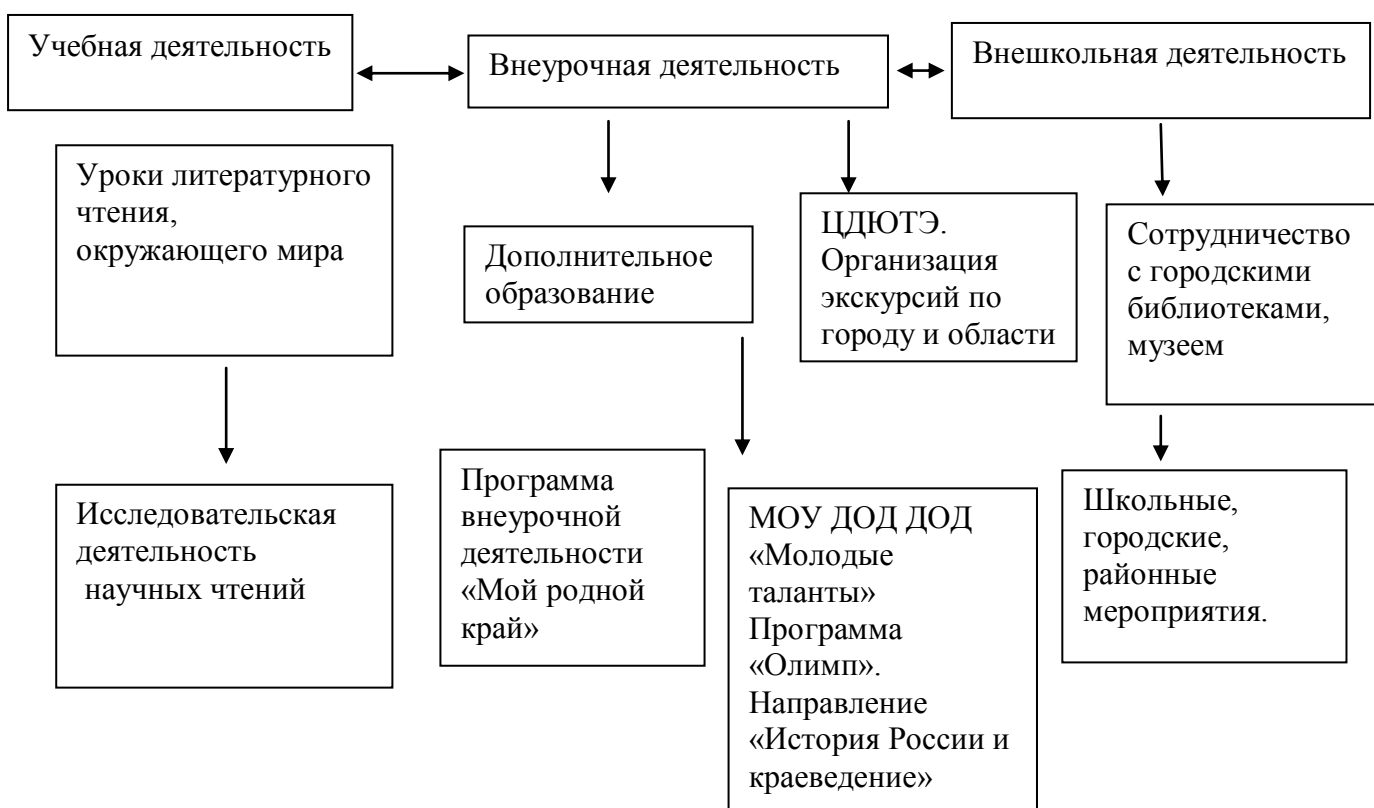 Учебная деятельность
Внеурочная деятельность
Внешкольная деятельность
Уроки литературного
чтения,
окружающего мира
Дополнительное
образование
ЦДЮТЭ.
Организация
экскурсий по
городу и области
Сотрудничество
с городскими
библиотеками,
музеем
Исследовательская
деятельность
научных чтений
Программа
внеурочной
деятельности
«Мой родной
край»
МОУ ДОД ДОД
«Молодые
таланты»
Программа
«Олимп».
Направление
«История России и
краеведение»
Школьные,
городские,
районные
мероприятия.